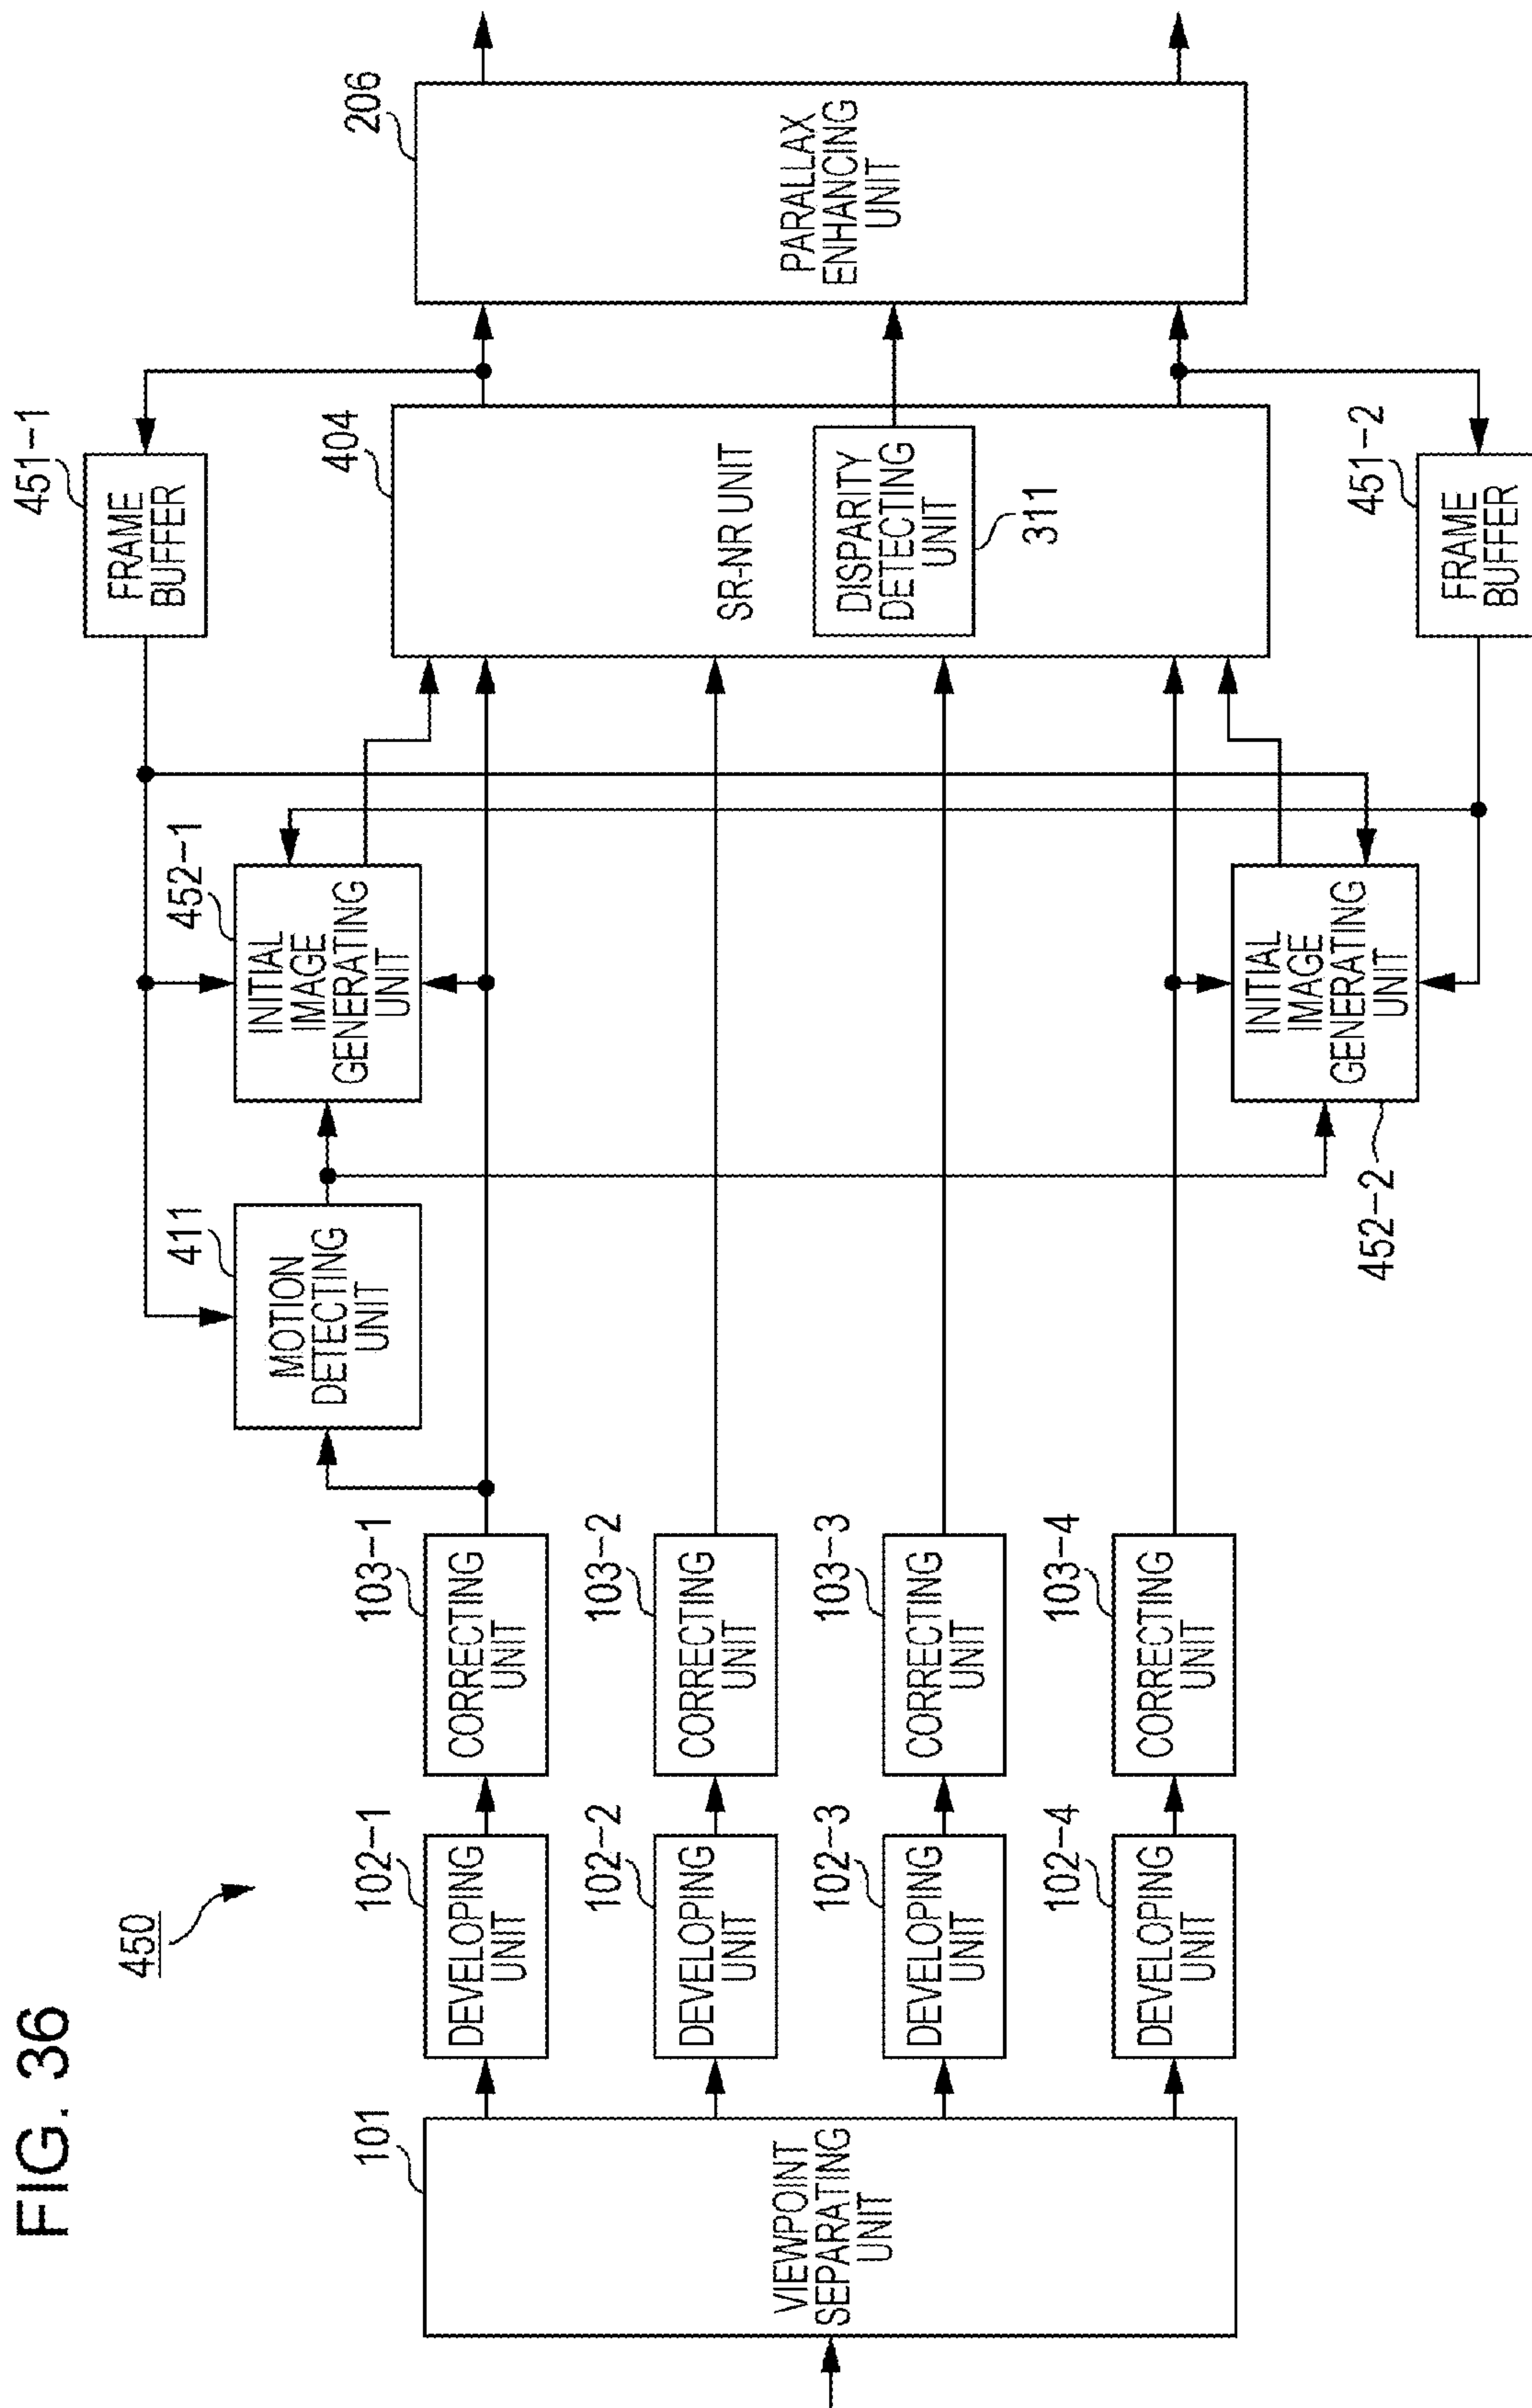 FIG. 36
450
101
VIEWPOINT
SEPARATING
UNIT
102-1
DEVELOPING
UNIT
102-2
DEVELOPING
UNIT
102-3
DEVELOPING
UNIT
102-4
DEVELOPING
UNIT
103-1
CORRECTING
UNIT
103-2
CORRECTING
UNIT
103-3
CORRECTING
UNIT
103-4
CORRECTING
UNIT
411
MOTION
DETECTING
UNIT
452-1
INITIAL
IMAGE
GENERATING
UNIT
INITIAL
IMAGE
GENERATING
UNIT
452-2
451-1
FRAME
BUFFER
404
SR-NR UNIT
DISPARITY
DETECTING
UNIT
311
451-2
FRAME
BUFFER
206
PARALLAX
ENHANCING
UNIT